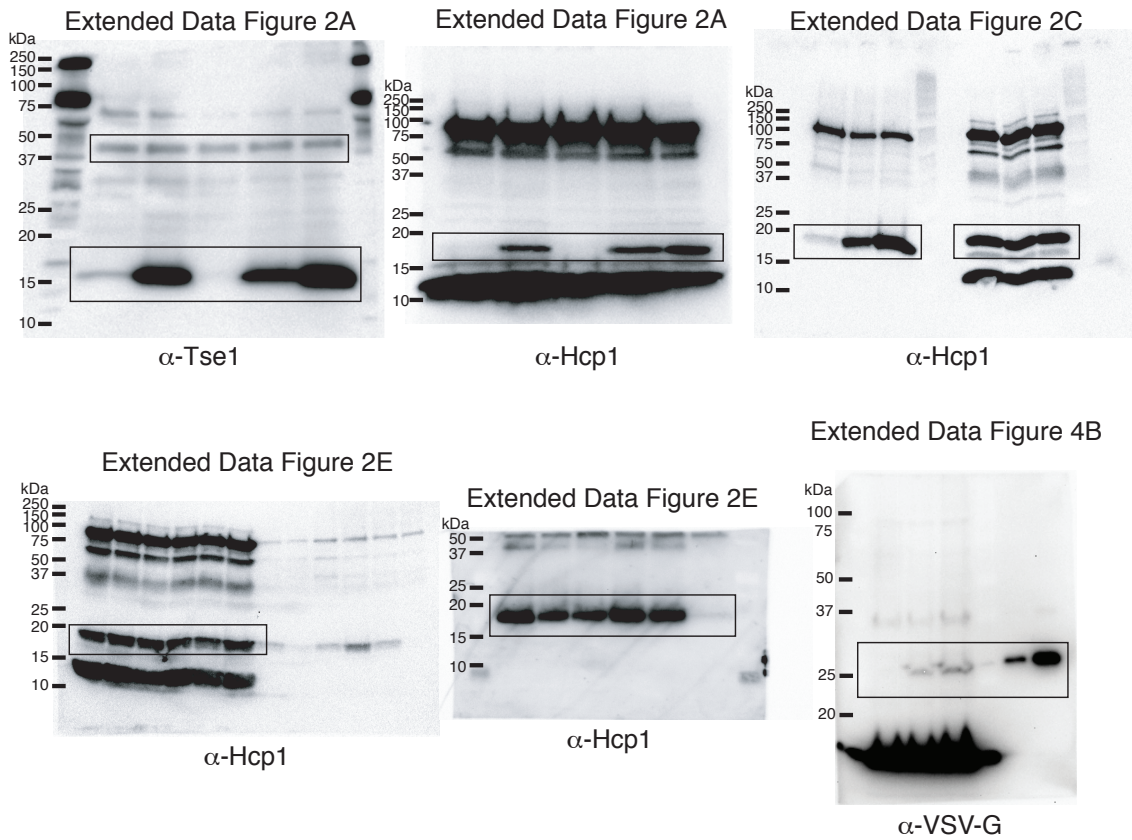 Extended Data Figure 2A
kDa
250
150
100
75
50
37
25
20
15
10
α-Tse1
Extended Data Figure 2A
kDa
250
150
100
75
50
37
25
20
15
10
α-Hcp1
Extended Data Figure 2C
kDa
250
150
100
75
50
37
25
20
15
10
α-Hcp1
Extended Data Figure 2E
kDa
250
150
100
75
50
37
25
20
15
10
α-Hcp1
Extended Data Figure 2E
kDa
50
37
25
20
15
10
α-Hcp1
Extended Data Figure 4B
kDa
100
50
37
25
20
α-VSV-G